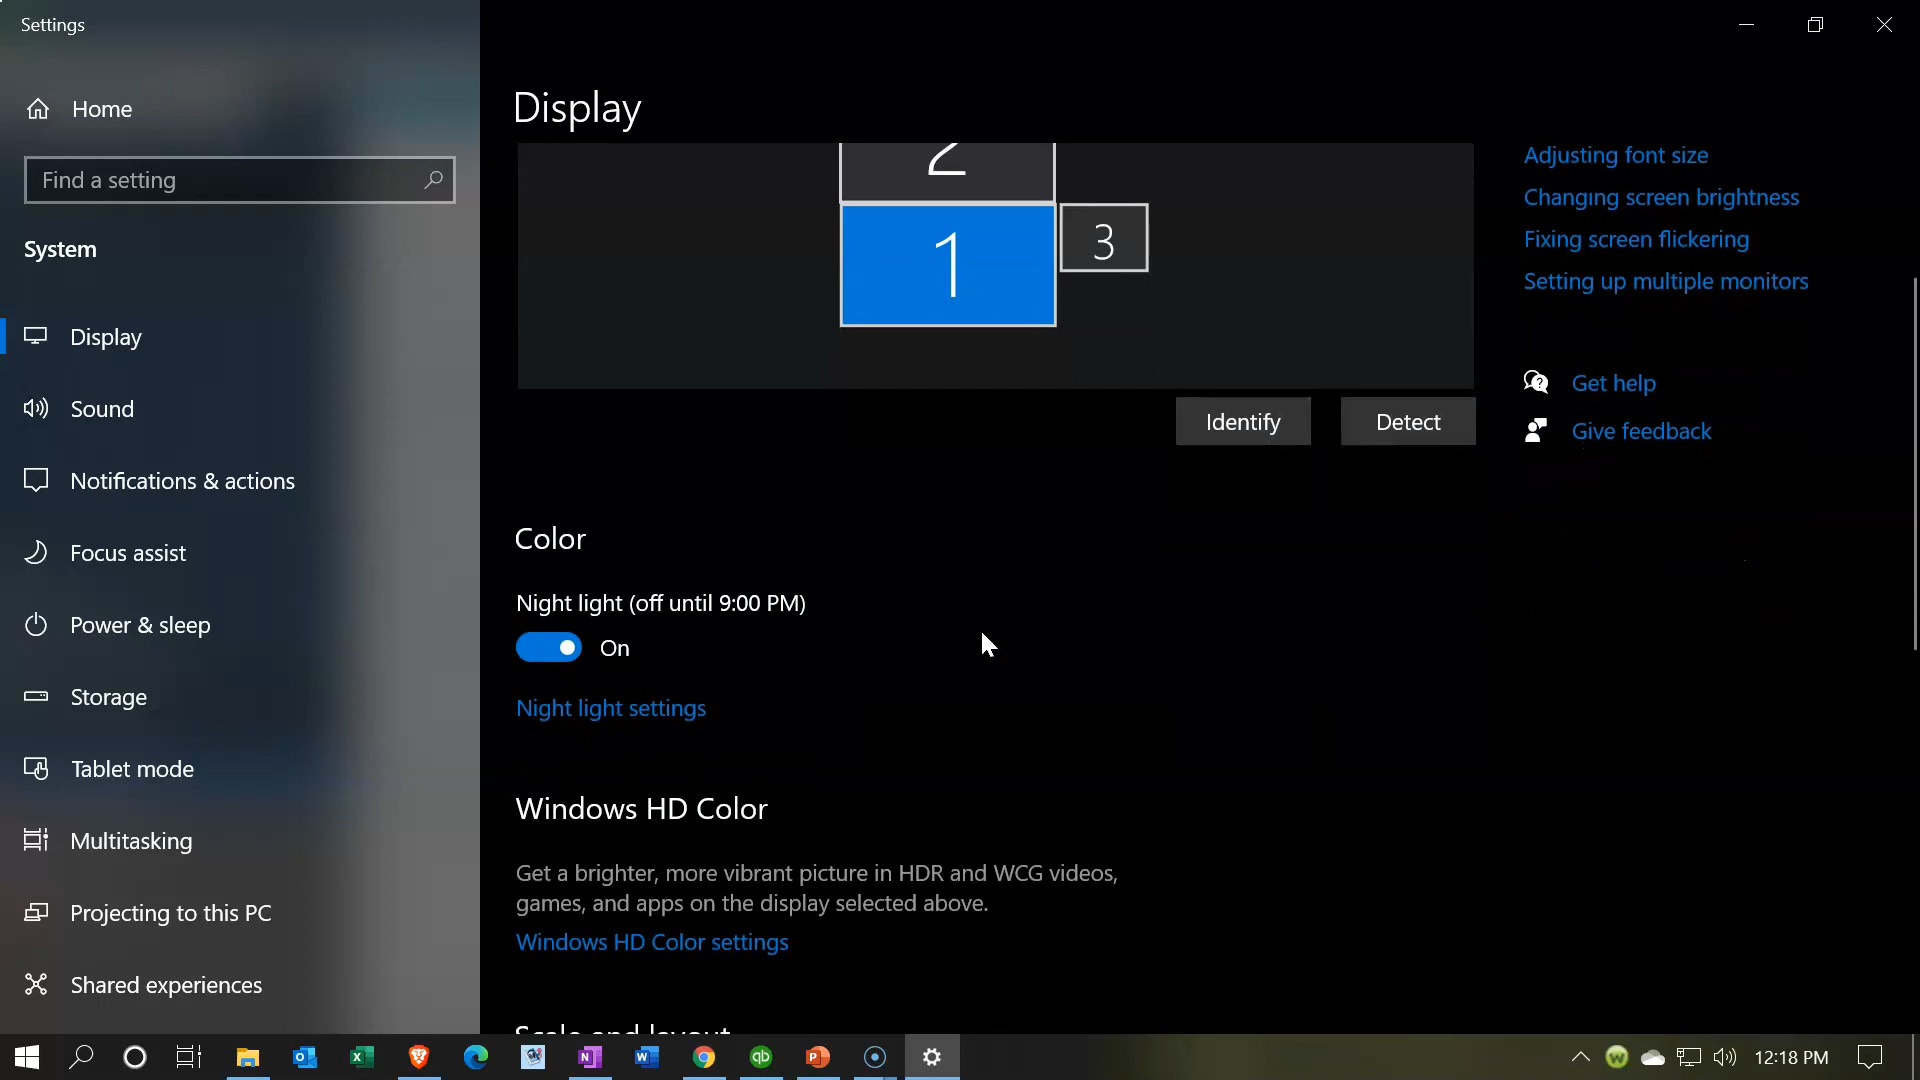 Settings
Home
Find a setting
System
Display
Sound
Notifications & actions
Focus assist
Power & sleep
Storage
Tablet mode
Multitasking
Projecting to this PC
Shared experiences
Display
2
1
3
Identify
Detect
Color
Night light (off until 9:00 PM)
On
Night light settings
Windows HD Color
Get a brighter, more vibrant picture in HDR and WCG videos,
games, and apps on the display selected above.
Windows HD Color settings
Scale and layout
Adjusting font size
Changing screen brightness
Fixing screen flickering
Setting up multiple monitors
Get help
Give feedback
12:18 PM